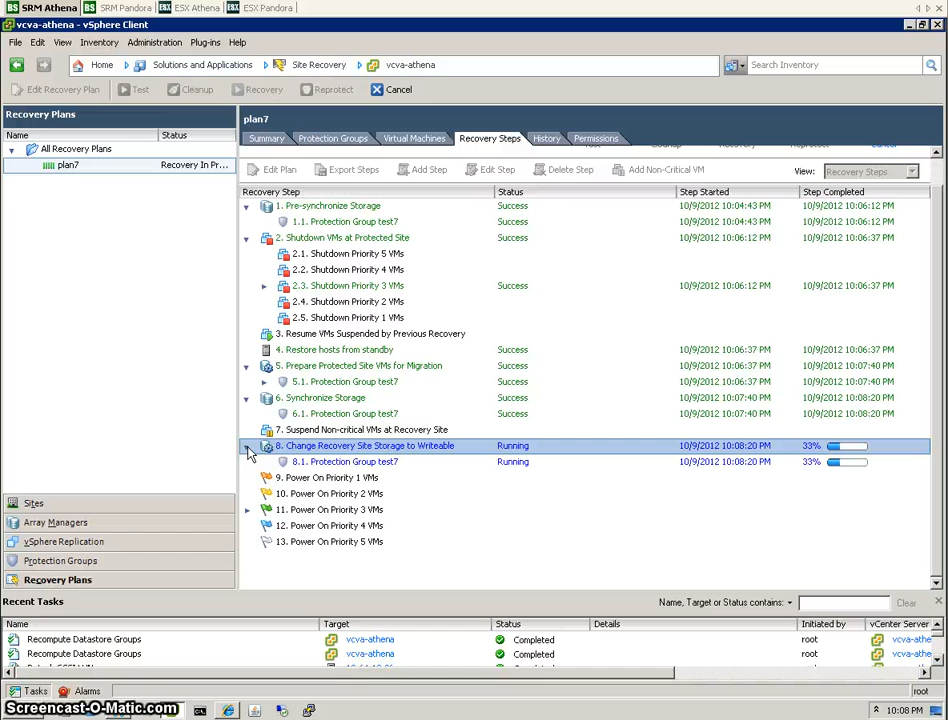 SRM Athena SRM Pandora ESX Athena ESX Pandora
vcva-athena - vSphere Client
File Edit View Inventory Administration Plug-ins Help
Home Solutions and Applications Site Recovery vcva-athena Search Inventory
Edit Recovery Plan Test Cleanup Recovery Reprotect Cancel
Recovery Plans plan7
Name Status Summary Protection Groups Virtual Machines Recovery Steps History Permissions
All Recovery Plans
plan7 Recovery In Pr...
Edit Plan Export Steps Add Step Edit Step Delete Step Add Non-Critical VM View: Recovery Steps
Recovery Step Status Step Started Step Completed
1. Pre-synchronize Storage Success 10/9/2012 10:04:43 PM 10/9/2012 10:06:12 PM
1.1. Protection Group test7 Success 10/9/2012 10:04:43 PM 10/9/2012 10:06:12 PM
2. Shutdown VMs at Protected Site Success 10/9/2012 10:06:12 PM 10/9/2012 10:06:37 PM
2.1. Shutdown Priority 5 VMs
2.2. Shutdown Priority 4 VMs
2.3. Shutdown Priority 3 VMs Success 10/9/2012 10:06:12 PM 10/9/2012 10:06:37 PM
2.4. Shutdown Priority 2 VMs
2.5. Shutdown Priority 1 VMs
3. Resume VMs Suspended by Previous Recovery
4. Restore hosts from standby Success 10/9/2012 10:06:37 PM 10/9/2012 10:06:37 PM
5. Prepare Protected Site VMs for Migration Success 10/9/2012 10:06:37 PM 10/9/2012 10:07:40 PM
5.1. Protection Group test7 Success 10/9/2012 10:06:37 PM 10/9/2012 10:07:40 PM
6. Synchronize Storage Success 10/9/2012 10:07:40 PM 10/9/2012 10:08:20 PM
6.1. Protection Group test7 Success 10/9/2012 10:07:40 PM 10/9/2012 10:08:20 PM
7. Suspend Non-critical VMs at Recovery Site
8. Change Recovery Site Storage to Writeable Running 10/9/2012 10:08:20 PM 33%
8.1. Protection Group test7 Running 10/9/2012 10:08:20 PM 33%
9. Power On Priority 1 VMs
10. Power On Priority 2 VMs
11. Power On Priority 3 VMs
12. Power On Priority 4 VMs
13. Power On Priority 5 VMs
Sites
Array Managers
vSphere Replication
Protection Groups
Recovery Plans
Recent Tasks Name, Target or Status contains: Clear
Name Target Status Details Initiated by vCenter Server
Recompute Datastore Groups vcva-athena Completed root vcva-athe
Recompute Datastore Groups vcva-athena Completed root vcva-athe
Tasks Alarms root
Screencast-O-Matic.com 10:08 PM